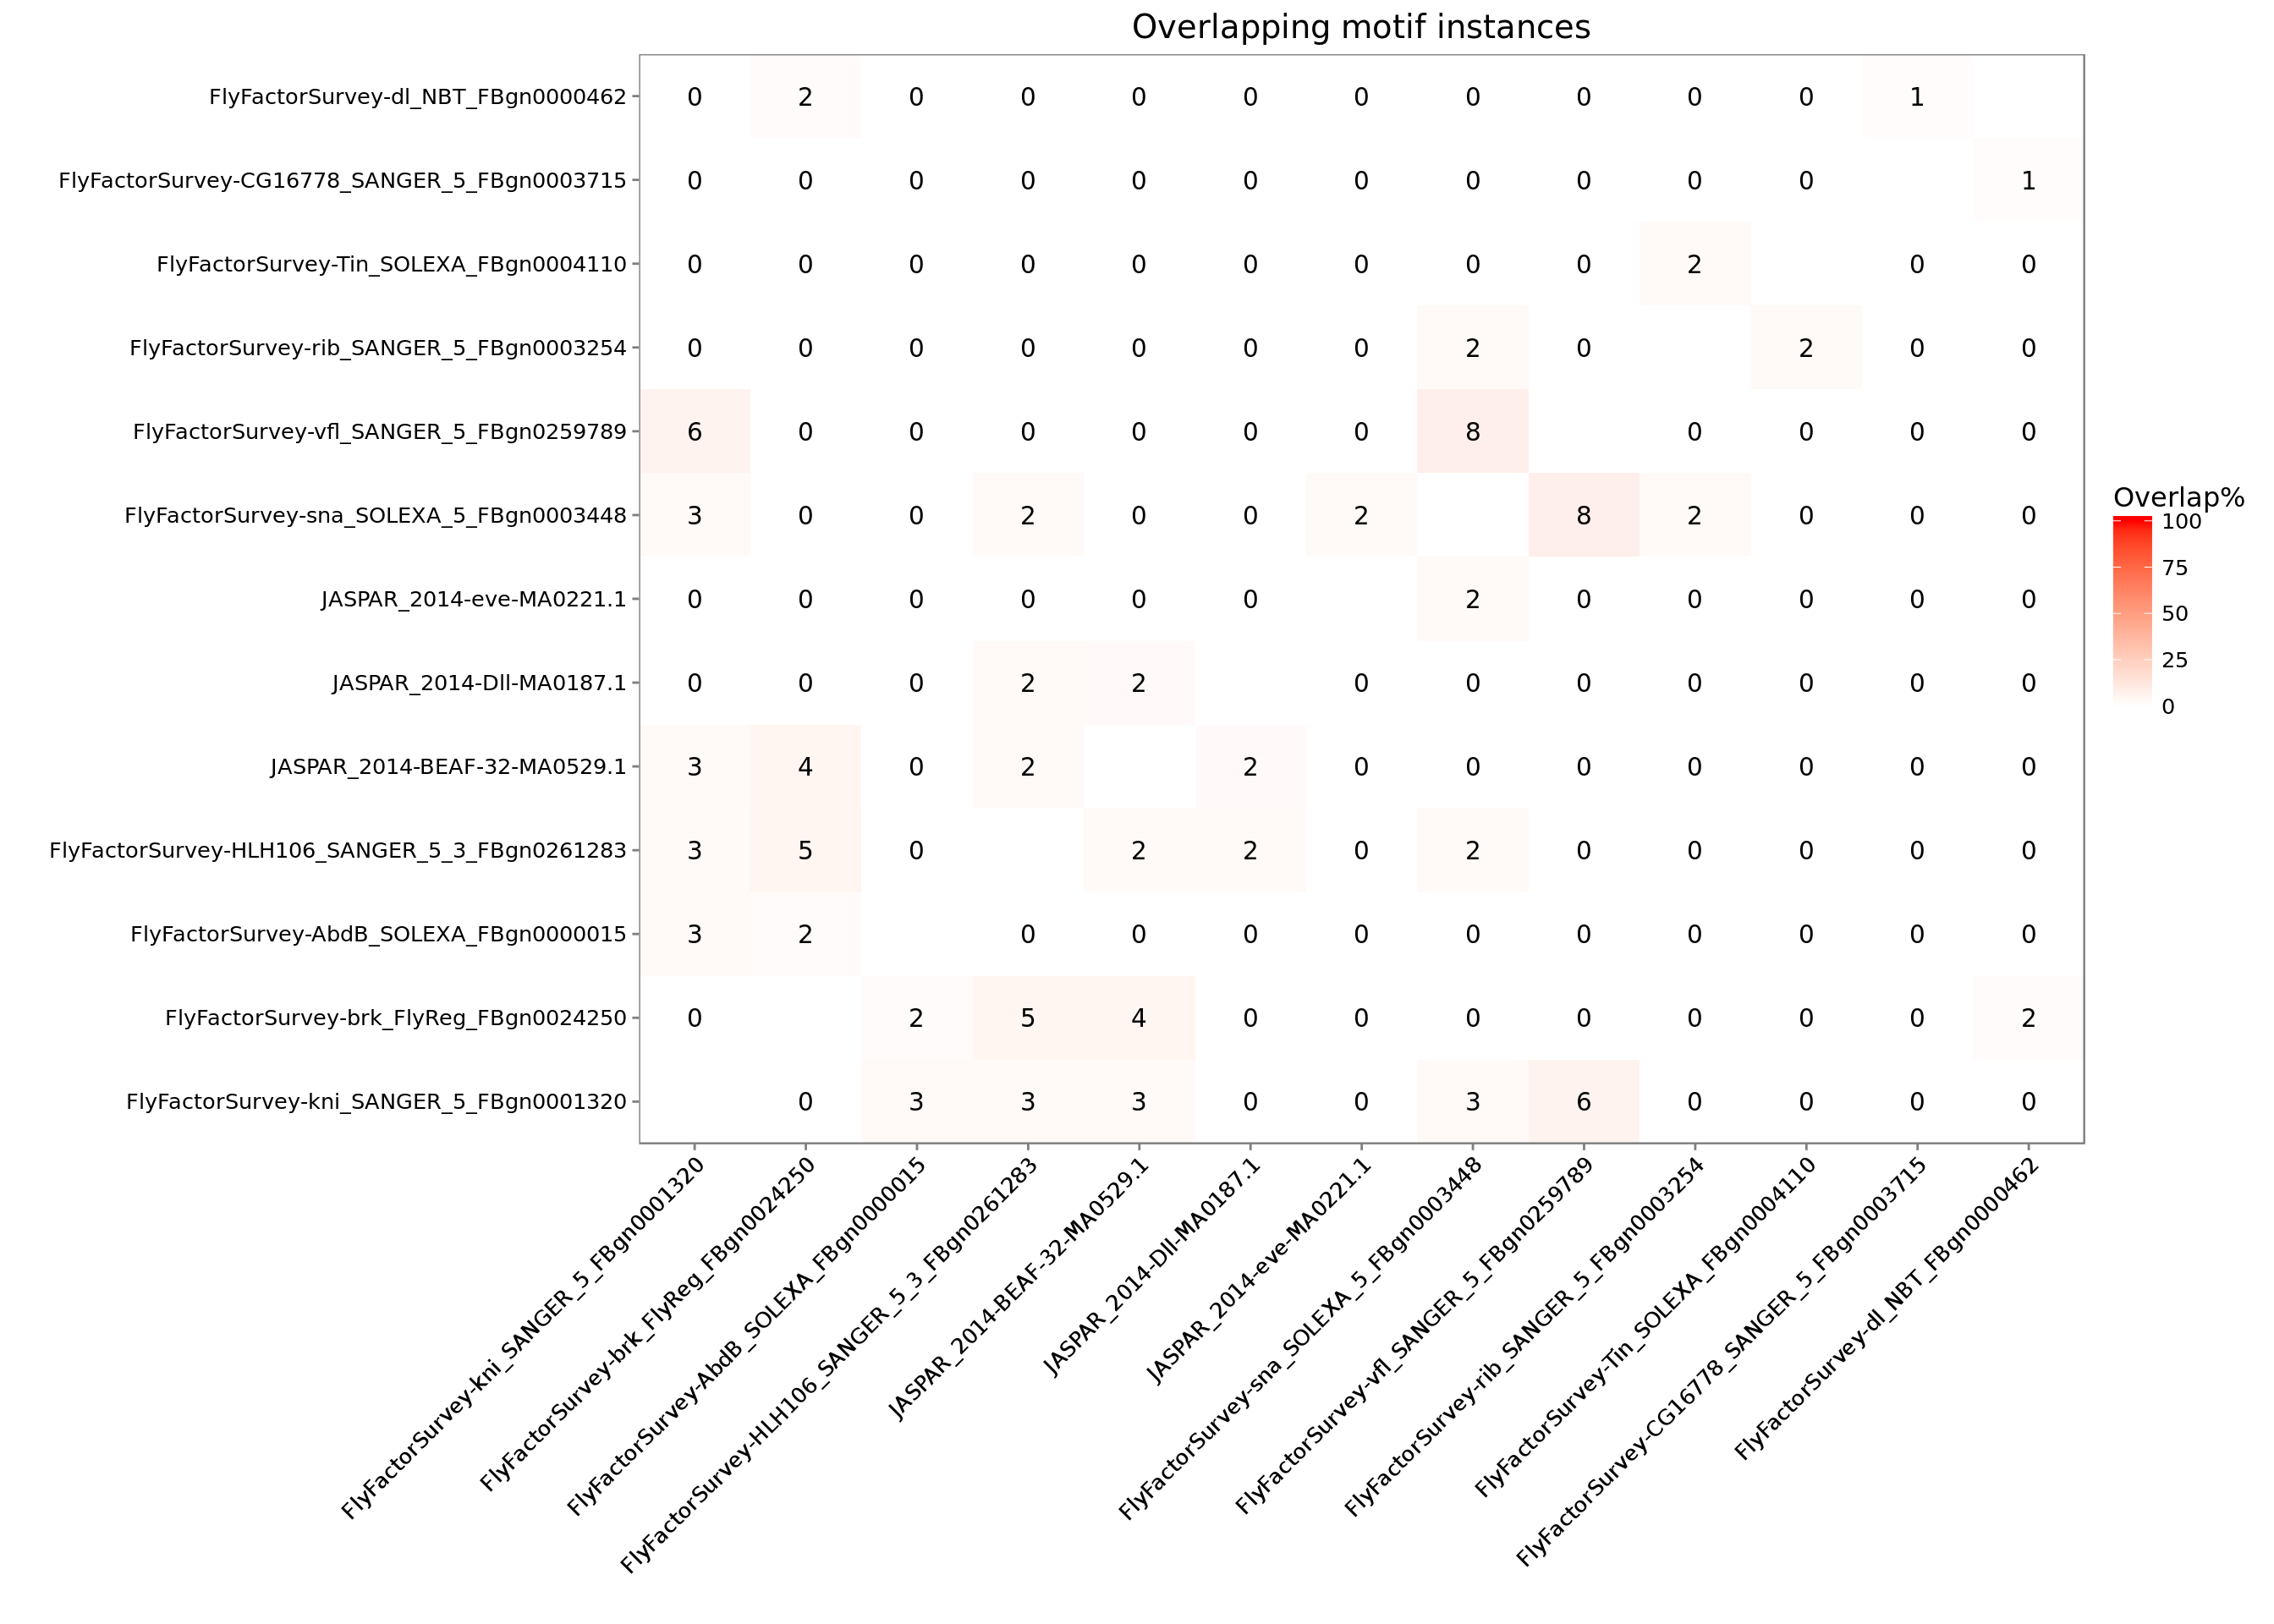 Overlapping motif instances
FlyFactorSurvey-dl_NBT_FBgn0000462 0 2 0 0 0 0 0 0 0 0 0 1
FlyFactorSurvey-CG16778_SANGER_5_FBgn0003715 0 0 0 0 0 0 0 0 0 0 0 1
FlyFactorSurvey-Tin_SOLEXA_FBgn0004110 0 0 0 0 0 0 0 0 0 2 0 0
FlyFactorSurvey-rib_SANGER_5_FBgn0003254 0 0 0 0 0 0 0 2 0 2 0 0
FlyFactorSurvey-vfl_SANGER_5_FBgn0259789 6 0 0 0 0 0 0 8 0 0 0 0
FlyFactorSurvey-sna_SOLEXA_5_FBgn0003448 3 0 0 2 0 0 2 8 2 0 0 0
JASPAR_2014-eve-MA0221.1 0 0 0 0 0 0 2 0 0 0 0 0
JASPAR_2014-Dll-MA0187.1 0 0 0 2 2 0 0 0 0 0 0 0
JASPAR_2014-BEAF-32-MA0529.1 3 4 0 2 2 0 0 0 0 0 0 0
FlyFactorSurvey-HLH106_SANGER_5_3_FBgn0261283 3 5 0 2 2 0 2 0 0 0 0 0
FlyFactorSurvey-AbdB_SOLEXA_FBgn0000015 3 2 0 0 0 0 0 0 0 0 0 0
FlyFactorSurvey-brk_FlyReg_FBgn0024250 0 2 5 4 0 0 0 0 0 0 0 2
FlyFactorSurvey-kni_SANGER_5_FBgn0001320 0 3 3 3 0 0 3 6 0 0 0 0
FlyFactorSurvey-kni_SANGER_5_FBgn0001320
FlyFactorSurvey-brk_FlyReg_FBgn0024250
FlyFactorSurvey-AbdB_SOLEXA_FBgn0000015
FlyFactorSurvey-HLH106_SANGER_5_3_FBgn0261283
JASPAR_2014-BEAF-32-MA0529.1
JASPAR_2014-Dll-MA0187.1
JASPAR_2014-eve-MA0221.1
FlyFactorSurvey-sna_SOLEXA_5_FBgn0003448
FlyFactorSurvey-vfl_SANGER_5_FBgn0259789
FlyFactorSurvey-rib_SANGER_5_FBgn0003254
FlyFactorSurvey-Tin_SOLEXA_FBgn0004110
FlyFactorSurvey-CG16778_SANGER_5_FBgn0003715
FlyFactorSurvey-dl_NBT_FBgn0000462
Overlap%
100
75
50
25
0